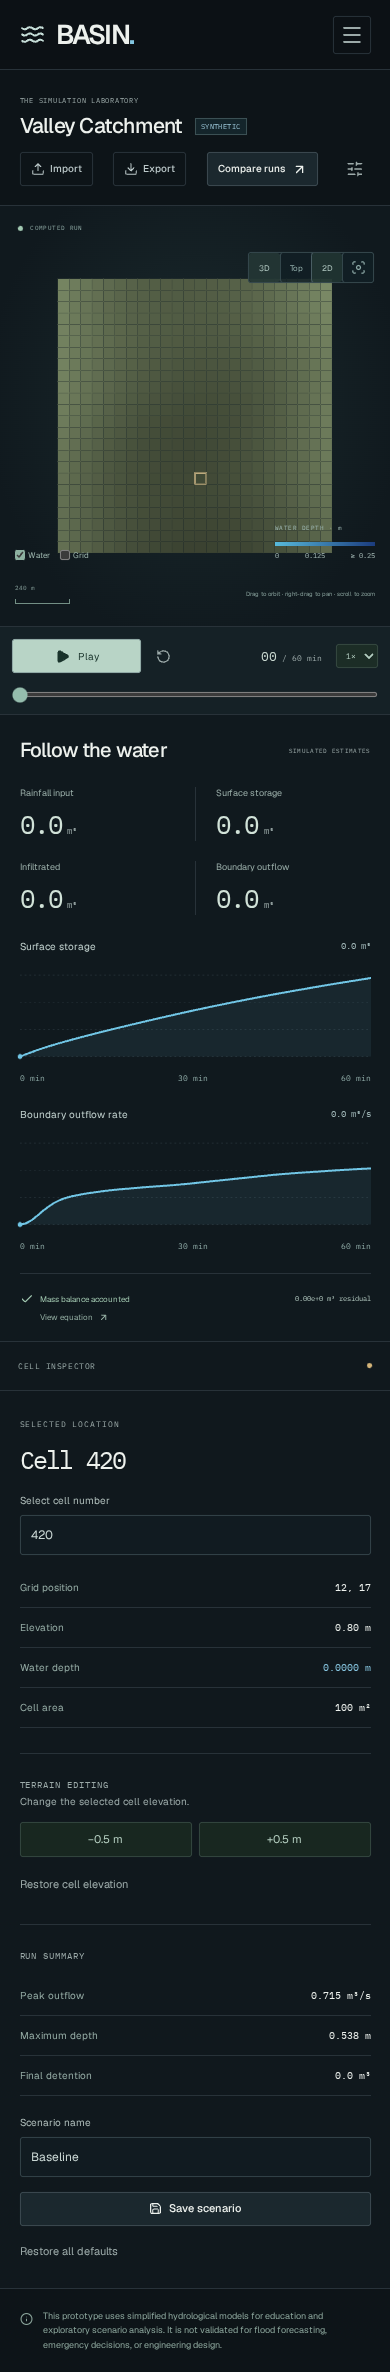 BASIN.
THE SIMULATION LABORATORY
Valley Catchment SYNTHETIC
Import Export Compare runs
COMPUTED RUN
3D Top 2D
WATER DEPTH · m
0 0.125 ≥ 0.25
Water Grid
240 m
Drag to orbit · right-drag to pan · scroll to zoom
Play 00 / 60 min 1×
Follow the water SIMULATED ESTIMATES
Rainfall input Surface storage
0.0 m³ 0.0 m³
Infiltrated Boundary outflow
0.0 m³ 0.0 m³
Surface storage 0.0 m³
0 min 30 min 60 min
Boundary outflow rate 0.0 m³/s
0 min 30 min 60 min
Mass balance accounted 0.00e+0 m³ residual
View equation
CELL INSPECTOR
SELECTED LOCATION
Cell 420
Select cell number
420
Grid position 12, 17
Elevation 0.80 m
Water depth 0.0000 m
Cell area 100 m²
TERRAIN EDITING
Change the selected cell elevation.
−0.5 m +0.5 m
Restore cell elevation
RUN SUMMARY
Peak outflow 0.715 m³/s
Maximum depth 0.538 m
Final detention 0.0 m³
Scenario name
Baseline
Save scenario
Restore all defaults
This prototype uses simplified hydrological models for education and
exploratory scenario analysis. It is not validated for flood forecasting,
emergency decisions, or engineering design.